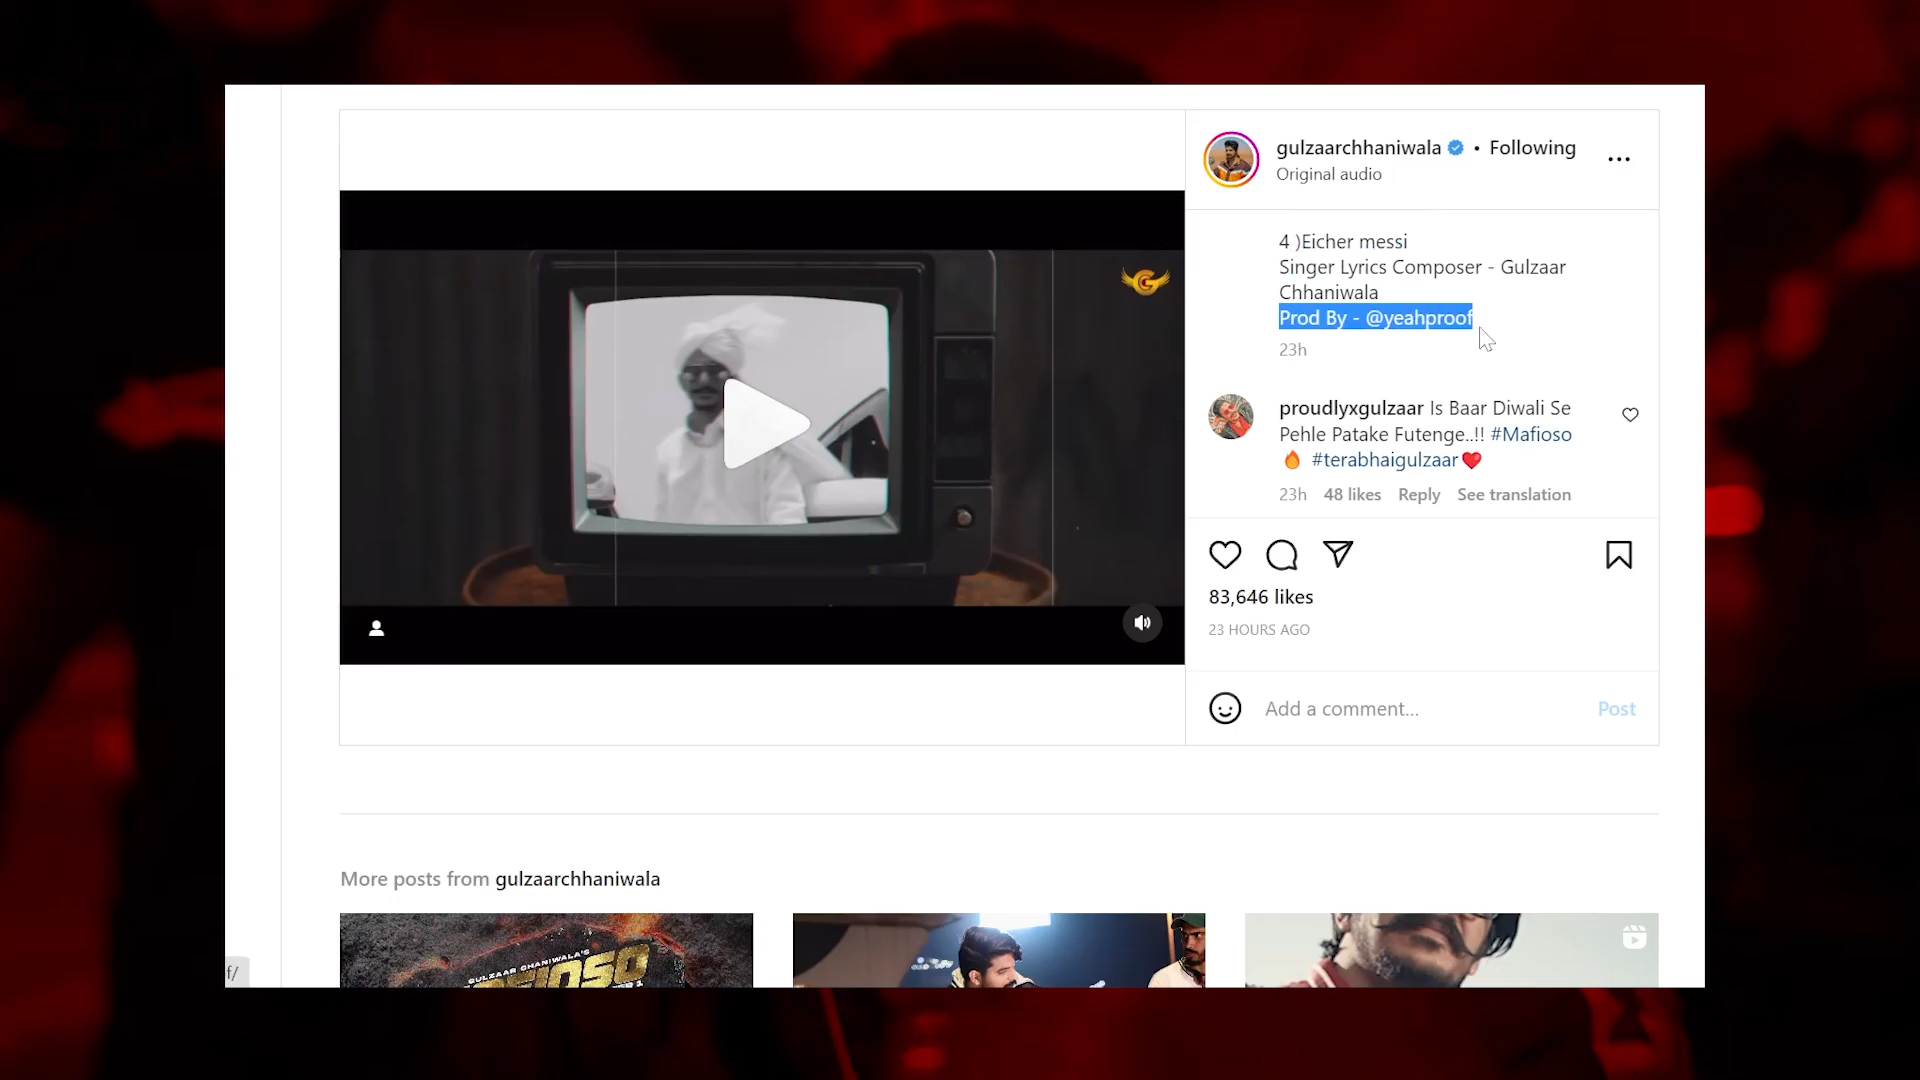 gulzaarchhaniwala • Following
Original audio
4 )Eicher messi
Singer Lyrics Composer - Gulzaar
Chhaniwala
Prod By - @yeahproof
23h
proudlyxgulzaar Is Baar Diwali Se
Pehle Patake Futenge..!! #Mafioso
🔥 #terabhaigulzaar❤️
23h 48 likes Reply See translation
83,646 likes
23 HOURS AGO
Add a comment... Post
More posts from gulzaarchhaniwala
GULZAAR CHANIWALA'S
f/